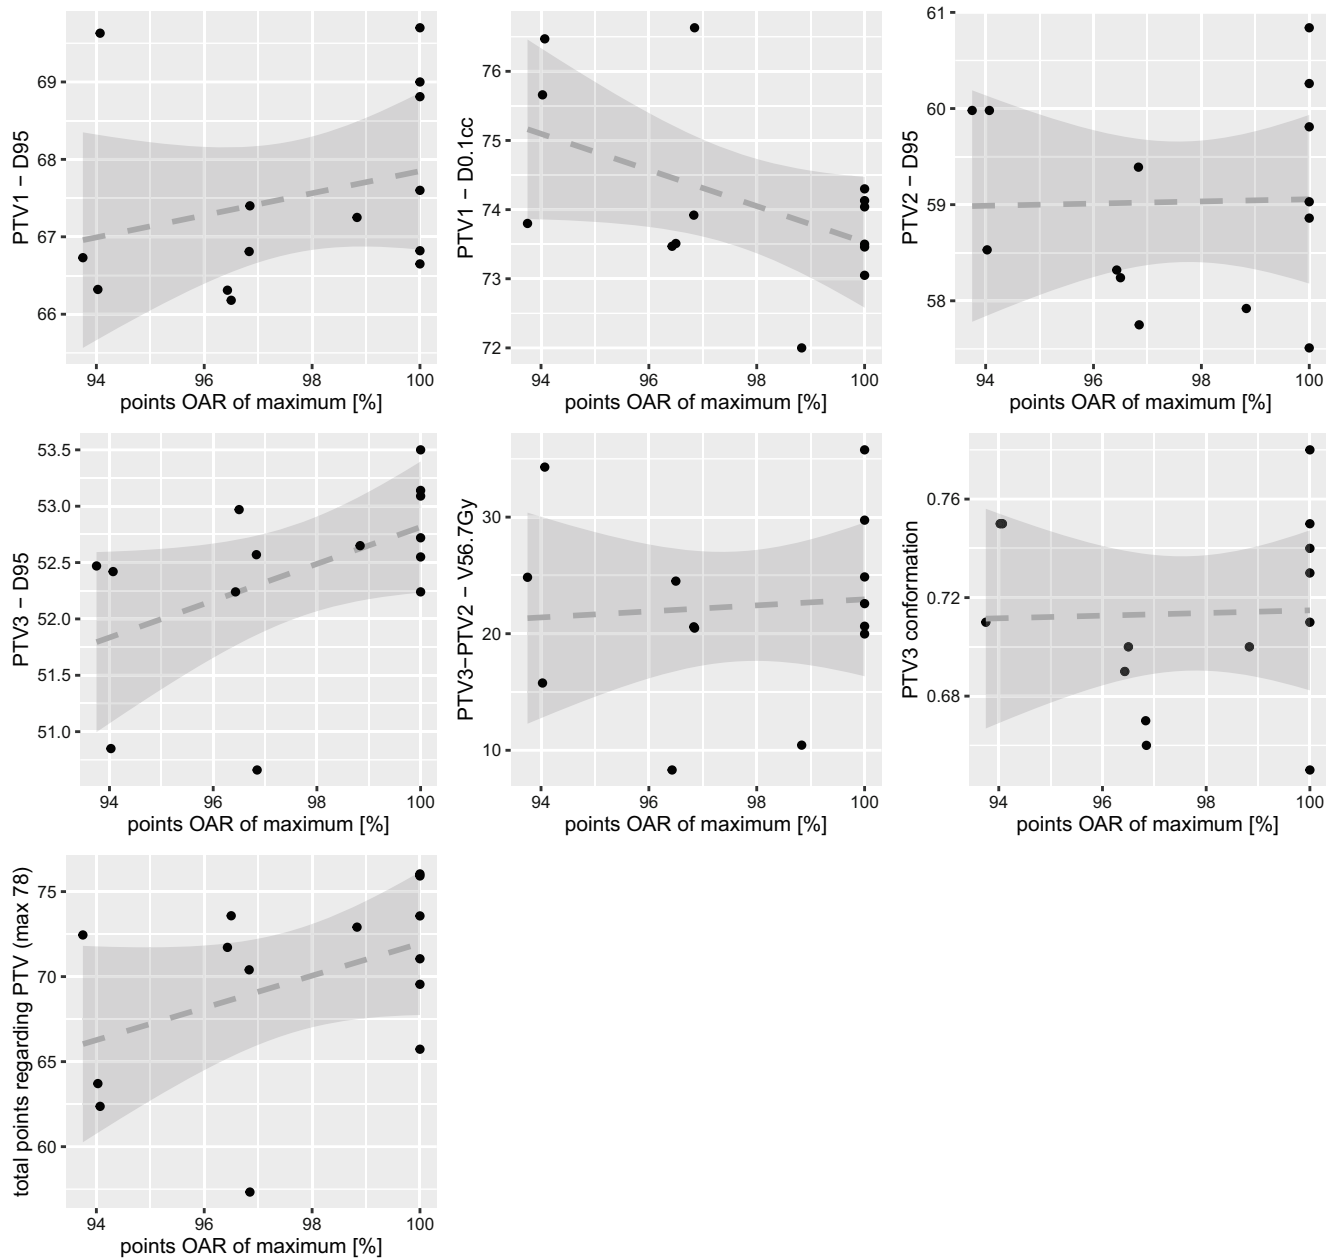 PTV1 − D95
69
68
67
66
94 96 98 100
points OAR of maximum [%]
PTV1 − D0.1cc
76
75
74
73
72
94 96 98 100
points OAR of maximum [%]
PTV2 − D95
61
60
59
58
94 96 98 100
points OAR of maximum [%]
PTV3 − D95
53.5
53.0
52.5
52.0
51.5
51.0
94 96 98 100
points OAR of maximum [%]
PTV3−PTV2 − V56.7Gy
30
20
10
94 96 98 100
points OAR of maximum [%]
PTV3 conformation
0.76
0.72
0.68
94 96 98 100
points OAR of maximum [%]
total points regarding PTV (max 78)
75
70
65
60
94 96 98 100
points OAR of maximum [%]